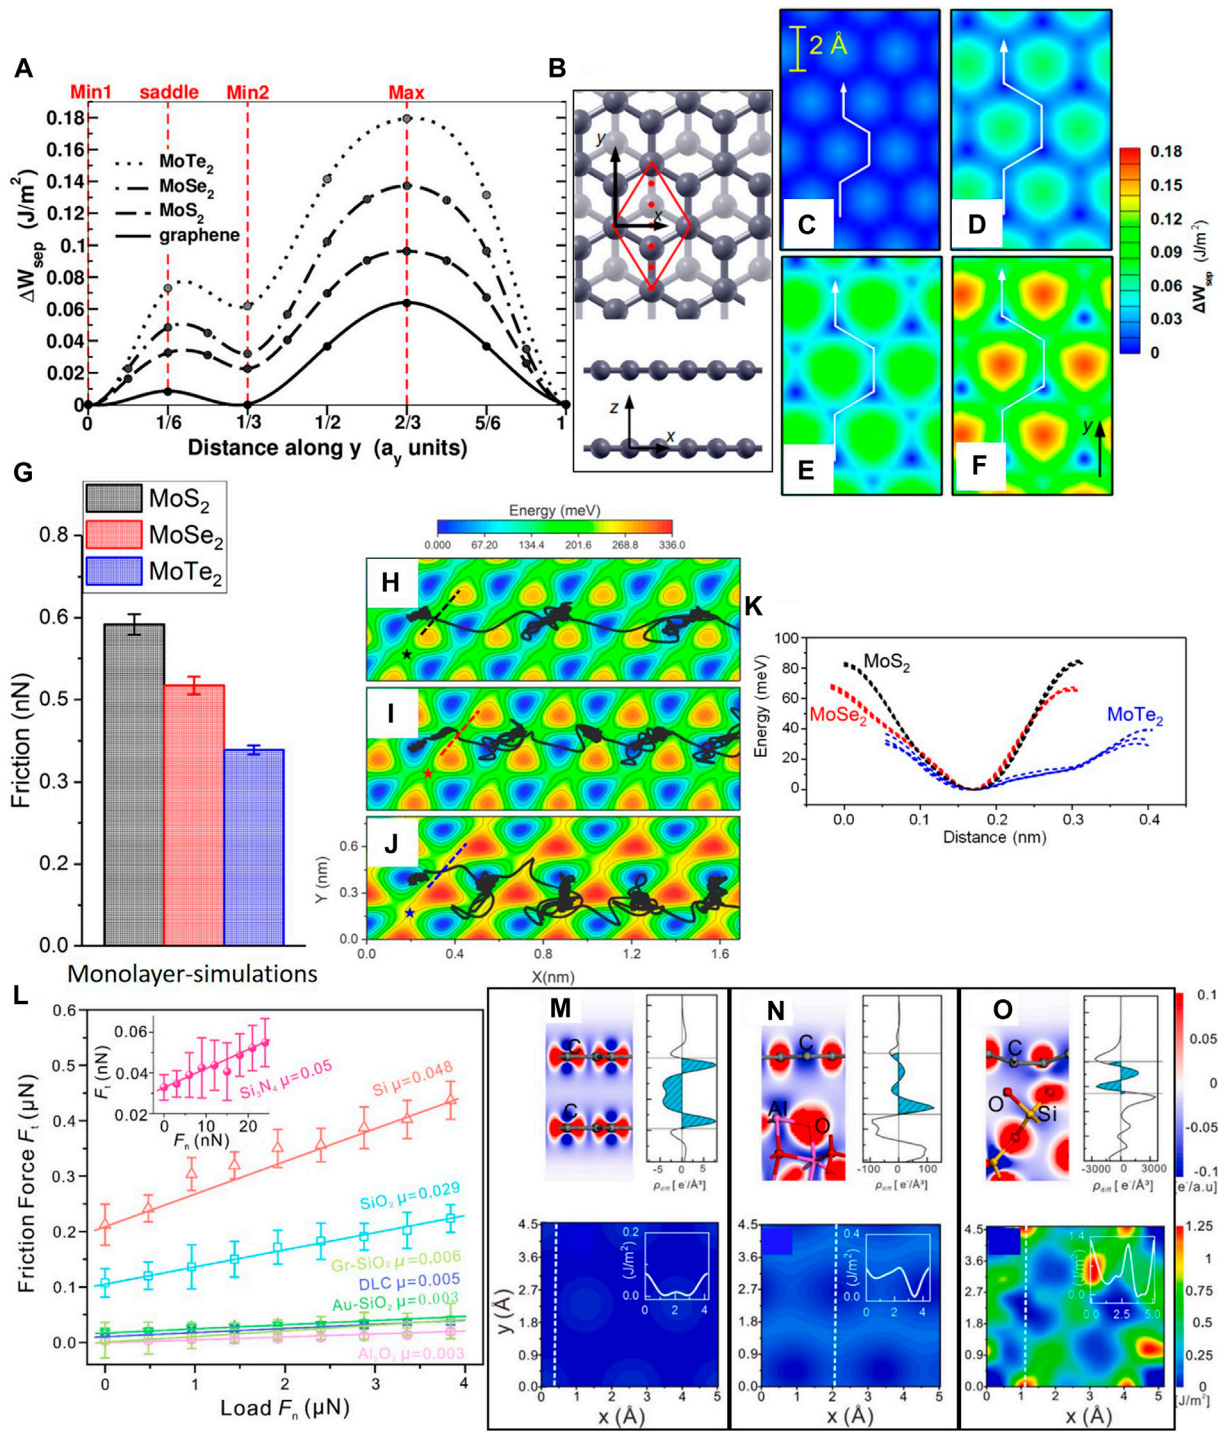 A
Min1 saddle Min2 Max
0.18
0.16
0.14
0.12
0.1
0.08
0.06
0.04
0.02
0
ΔWsep (J/m²)
MoTe₂
MoSe₂
MoS₂
graphene
0 1/6 1/3 1/2 2/3 5/6 1
Distance along y (ay units)
B
y
x
z
x
2 Å
C
D
E
F
y
0.18
0.15
0.12
0.09
0.06
0.03
0
ΔWsep (J/m²)
G
MoS₂
MoSe₂
MoTe₂
0.8
0.6
0.5
0.3
0.2
0.0
Friction (nN)
Monolayer-simulations
Energy (meV)
0.000 67.20 134.4 201.6 268.8 336.0
H
I
J
0.6
0.3
0.0
Y (nm)
0.0 0.4 0.8 1.2 1.6
X(nm)
K
100
80
60
40
20
0
Energy (meV)
MoS₂
MoSe₂
MoTe₂
0.0 0.1 0.2 0.3 0.4
Distance (nm)
L
0.6
0.5
0.4
0.3
0.2
0.1
0.0
Friction Force Ft (μN)
0.06
0.04
0.02
Ft (nN)
Si₃N₄ μ=0.05
0 10 20
Fn (nN)
Si μ=0.048
SiO₂ μ=0.029
Gr-SiO₂ μ=0.006
DLC μ=0.005
Au-SiO₂ μ=0.003
Al₂O₃ μ=0.003
0 1 2 3 4
Load Fn (μN)
M
C
C
-5 0 5
ρdiff [ e⁻/Å³]
N
C
Al
O
-100 0 100
ρdiff [ e⁻/Å³]
O
C
O
Si
-3000 0 3000
ρdiff [ e⁻/Å³]
0.1
0.05
0
-0.05
-0.1
[e⁻/a.u]
4.5
3.6
2.7
1.8
0.9
0.0
y (Å)
0.2
0.0
(J/m²)
0 2 4
0 1 2 3 4 5
x (Å)
4.5
3.6
2.7
1.8
0.9
0.0
0.4
0.0
(J/m²)
0 2 4
0 1 2 3 4 5
x (Å)
4.5
3.6
2.7
1.8
0.9
0.0
1.4
0.0
(J/m²)
0.0 2.5 5.0
0 1 2 3 4 5
x (Å)
1.25
1
0.75
0.5
0.25
0
[J/m²]